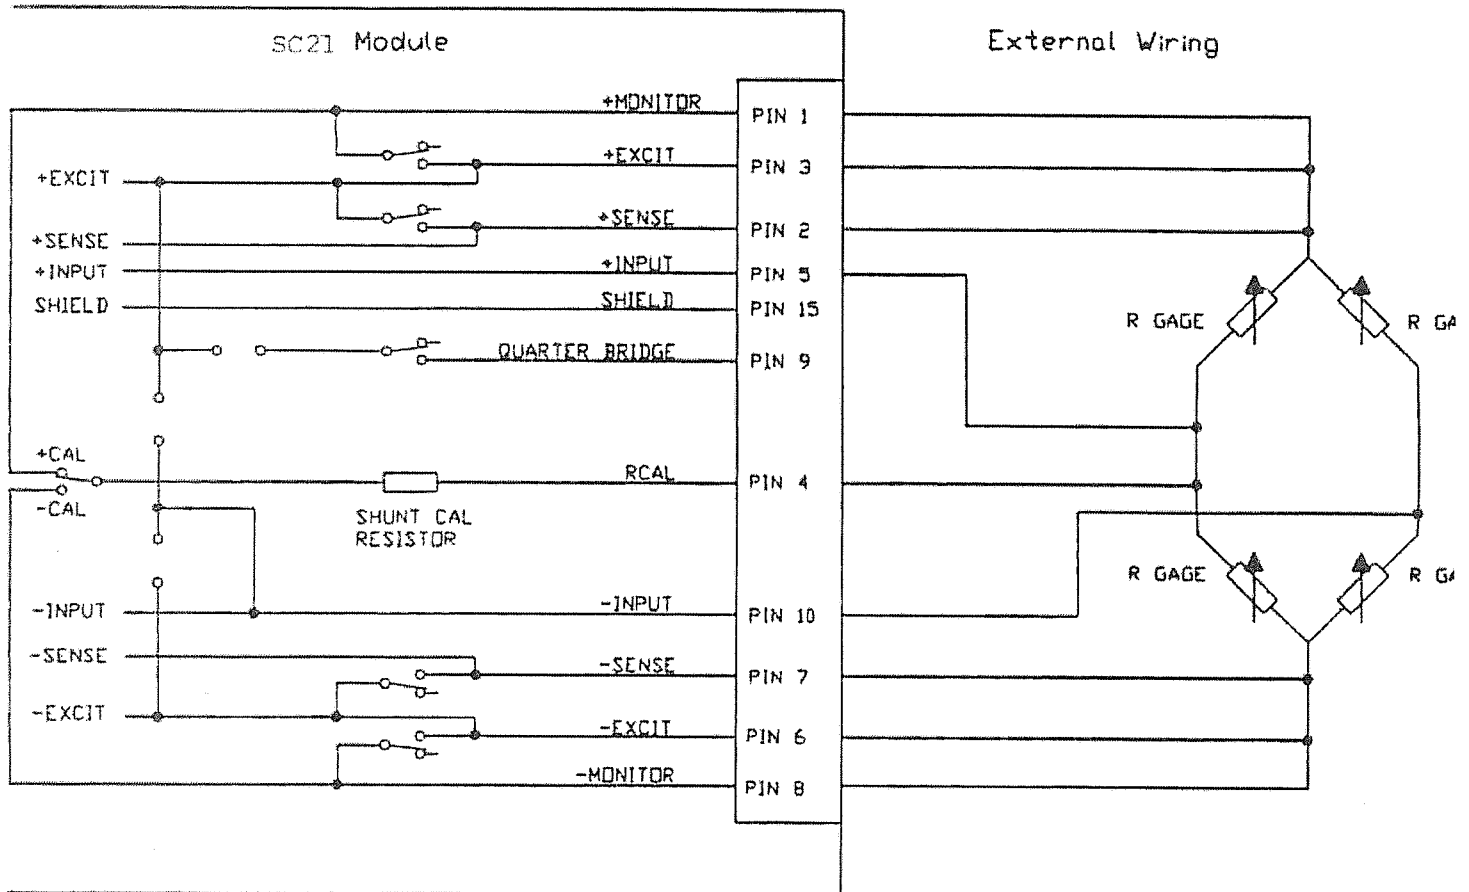 SC21 Module
External Wiring
+MONITOR
PIN 1
+EXCIT
PIN 3
+EXCIT
+SENSE
PIN 2
+SENSE
+INPUT
+INPUT
PIN 5
SHIELD
SHIELD
PIN 15
R GAGE
R GA
QUARTER BRIDGE
PIN 9
+CAL
RCAL
PIN 4
-CAL
SHUNT CAL
RESISTOR
R GAGE
R GA
-INPUT
-INPUT
PIN 10
-SENSE
-SENSE
PIN 7
-EXCIT
-EXCIT
PIN 6
-MONITOR
PIN 8